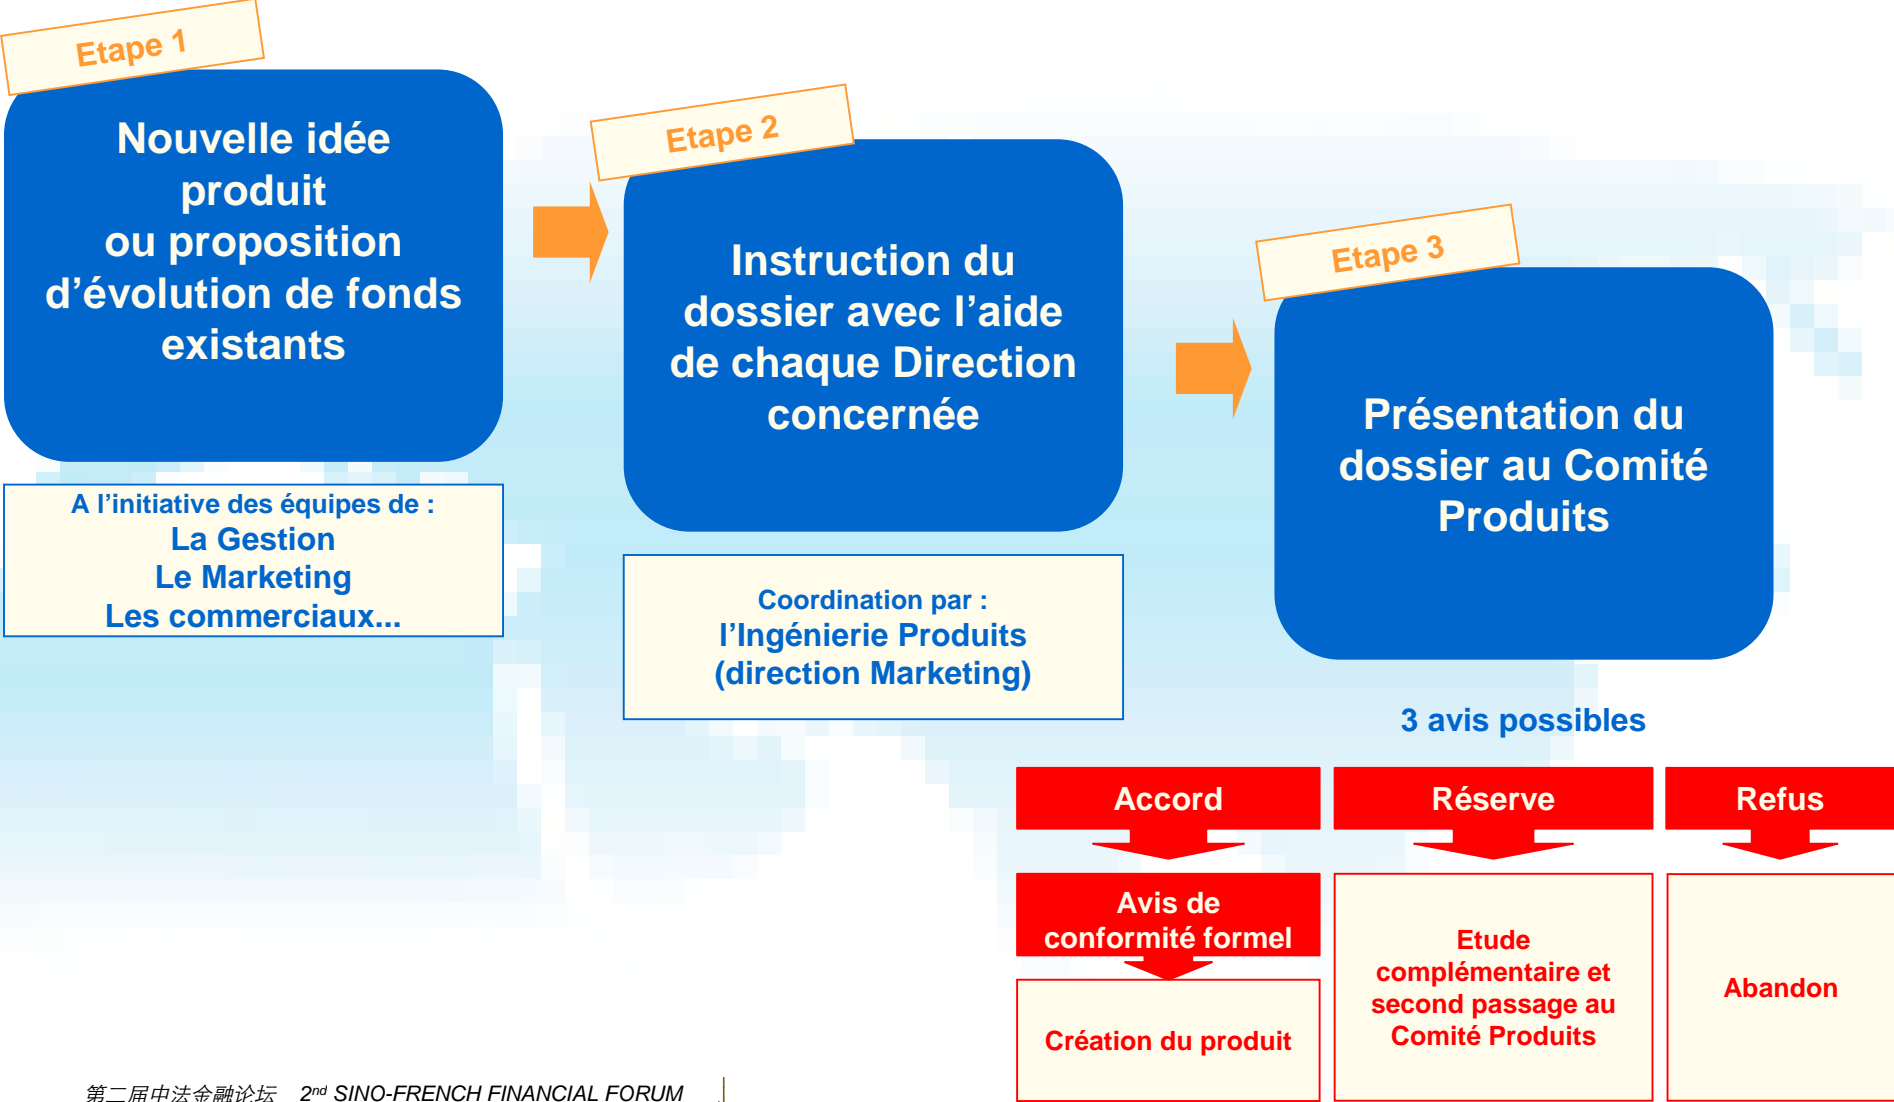 Etape 1
Nouvelle idée
produit
ou proposition
d’évolution de fonds
existants
A l’initiative des équipes de :
La Gestion
Le Marketing
Les commerciaux...
Etape 2
Instruction du
dossier avec l’aide
de chaque Direction
concernée
Coordination par :
l’Ingénierie Produits
(direction Marketing)
Etape 3
Présentation du
dossier au Comité
Produits
3 avis possibles
Accord
Avis de
conformité formel
Création du produit
Réserve
Etude
complémentaire et
second passage au
Comité Produits
Refus
Abandon
第二届中法金融论坛 2nd SINO-FRENCH FINANCIAL FORUM